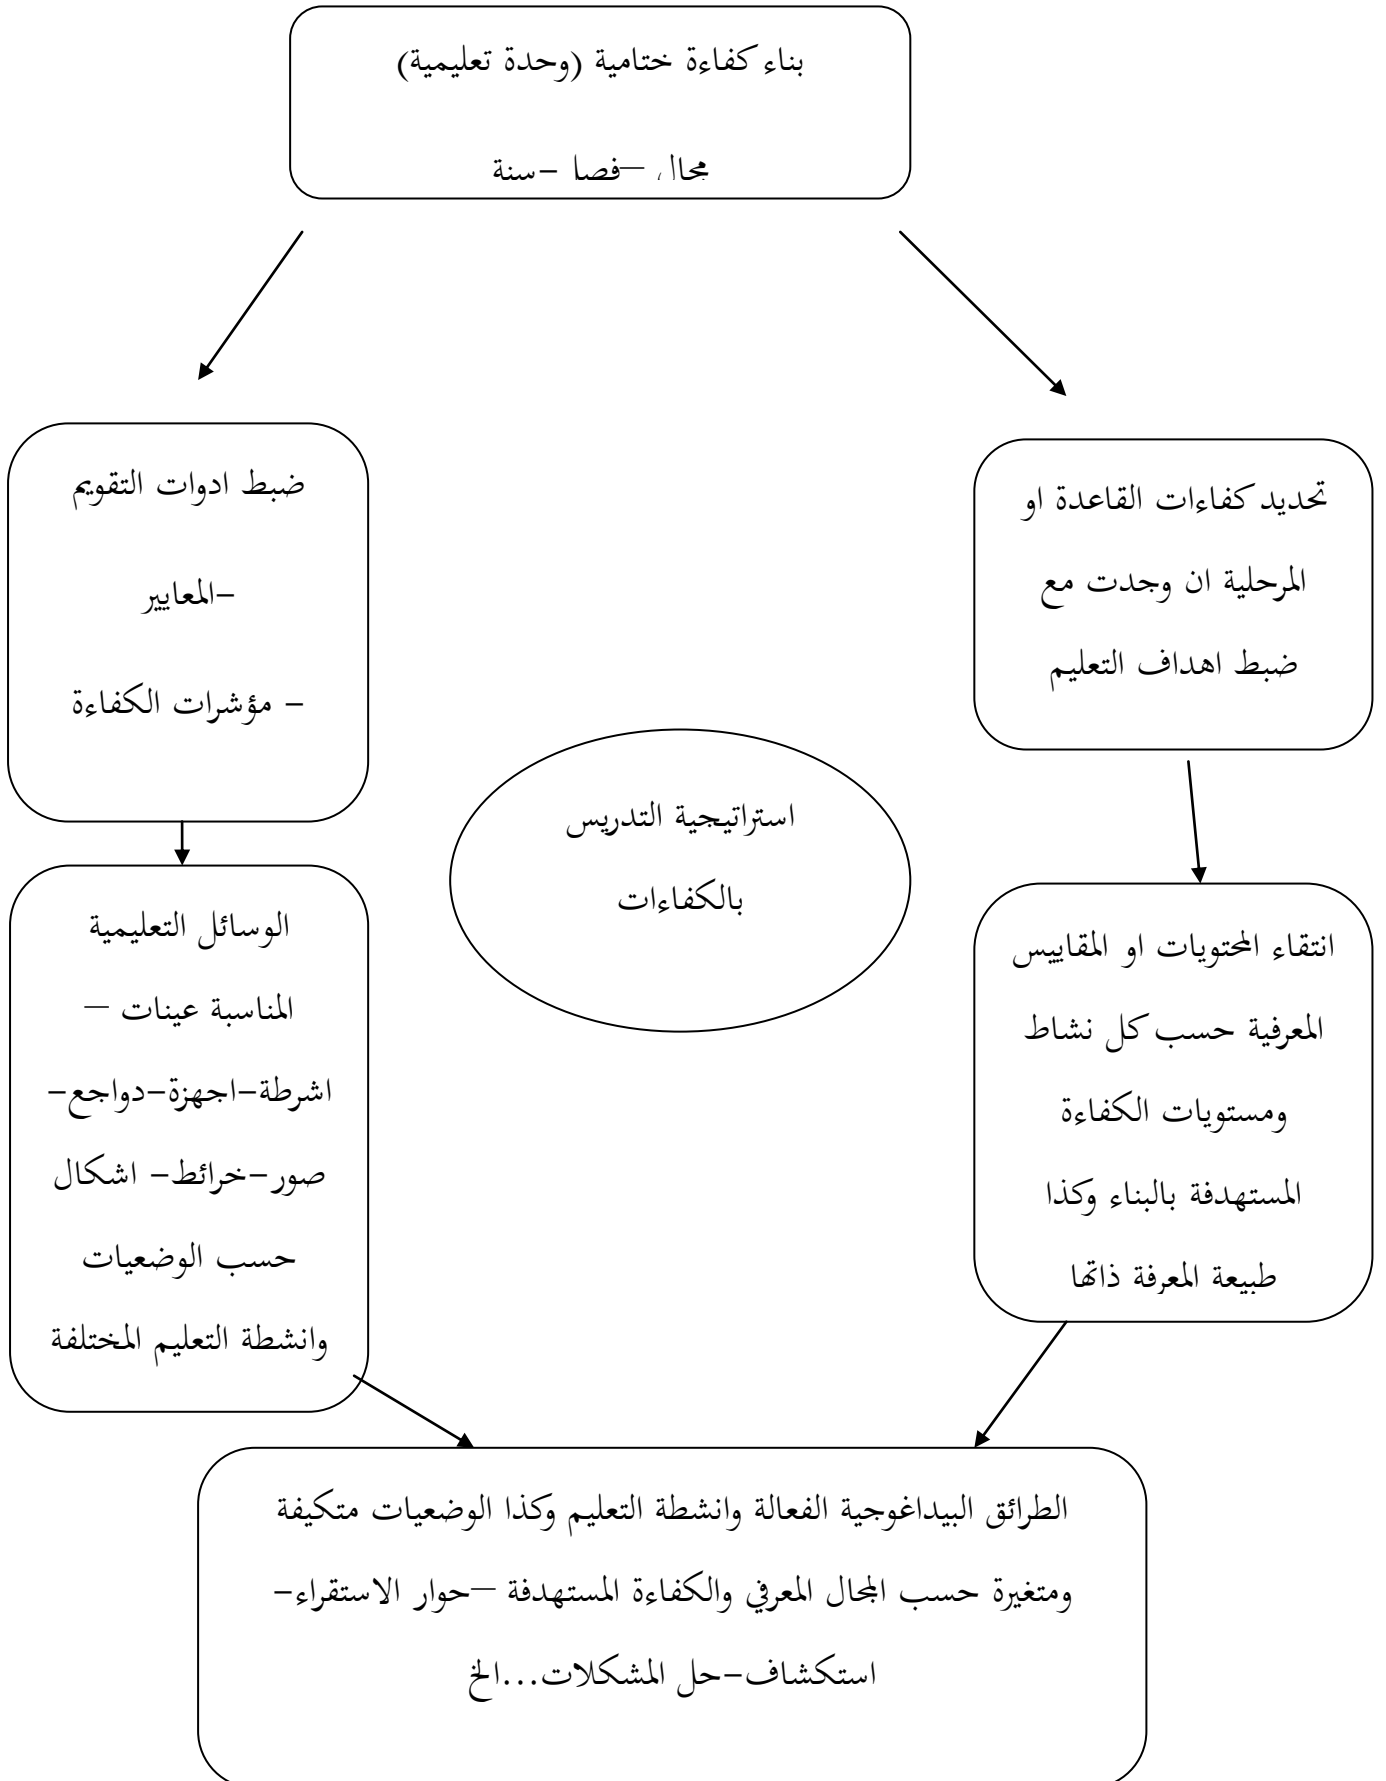 بناء كفاءة ختامية (وحدة تعليمية)
مجال –فصل –سنة
تحديد كفاءات القاعدة او
المرحلية ان وجدت مع
ضبط اهداف التعليم
ضبط ادوات التقويم
–المعايير
– مؤشرات الكفاءة
استراتيجية التدريس
بالكفاءات
انتقاء المحتويات او المقاييس
المعرفية حسب كل نشاط
ومستويات الكفاءة
المستهدفة بالبناء وكذا
طبيعة المعرفة ذاتها
الوسائل التعليمية
المناسبة عينات –
اشرطة–اجهزة–دواجع–
صور–خرائط– اشكال
حسب الوضعيات
وانشطة التعليم المختلفة
الطرائق البيداغوجية الفعالة وانشطة التعليم وكذا الوضعيات متكيفة
ومتغيرة حسب المجال المعرفي والكفاءة المستهدفة –حوار الاستقراء–
استكشاف–حل المشكلات...الخ